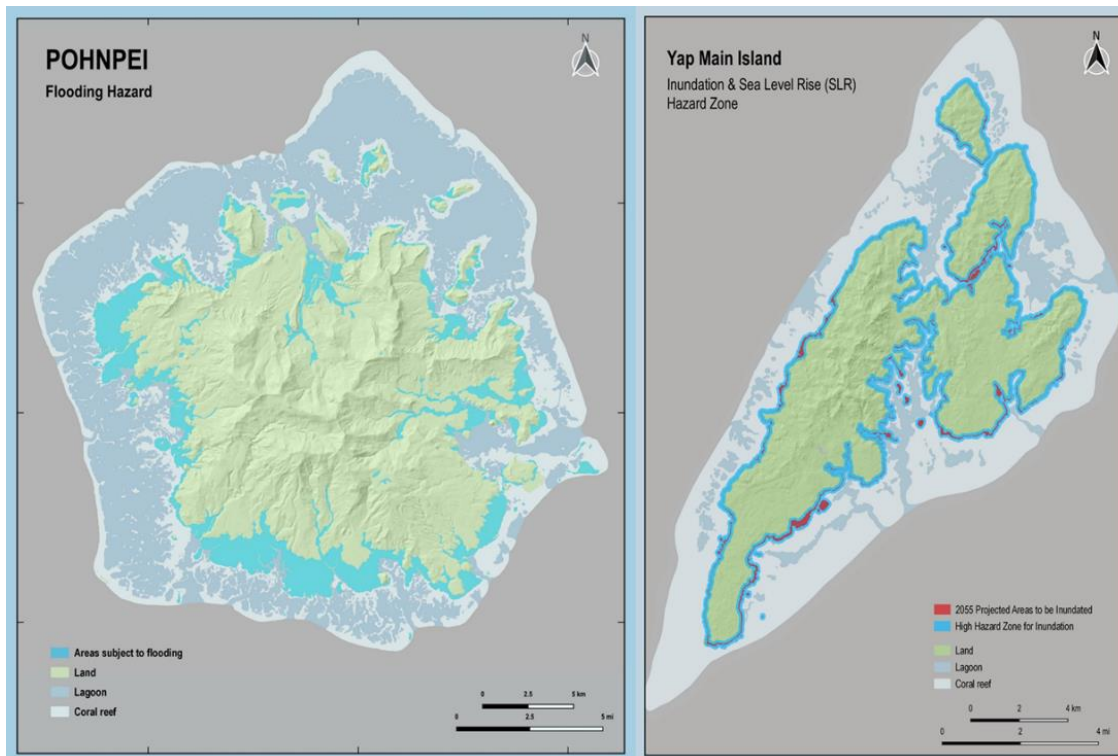 POHNPEI
Flooding Hazard
N
Areas subject to flooding
Land
Lagoon
Coral reef
0 2.5 5 km
0 2.5 5 mi
Yap Main Island
Inundation & Sea Level Rise (SLR)
Hazard Zone
N
2055 Projected Areas to be Inundated
High Hazard Zone for Inundation
Land
Lagoon
Coral reef
0 2 4 km
0 2 4 mi